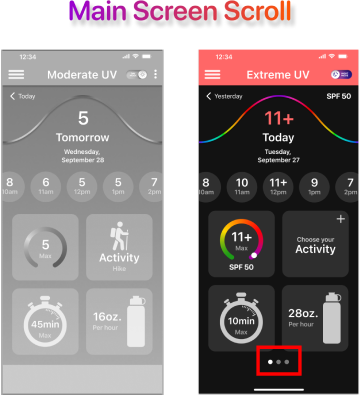 Main Screen Scroll
12:34
Moderate UV
Today
5
Tomorrow
Wednesday,
September 28
8 6 5 5 7
10am 11am 12pm 1pm 2pm
5
Max
Activity
Hike
45min
Max
16oz.
Per hour
12:34
Extreme UV
Yesterday SPF 50
11+
Today
Tuesday,
September 27
8 10 11+ 9 7
10am 11am 12pm 1pm 2pm
11+
Max
SPF 50
+
Choose your
Activity
10min
Max
28oz.
Per hour